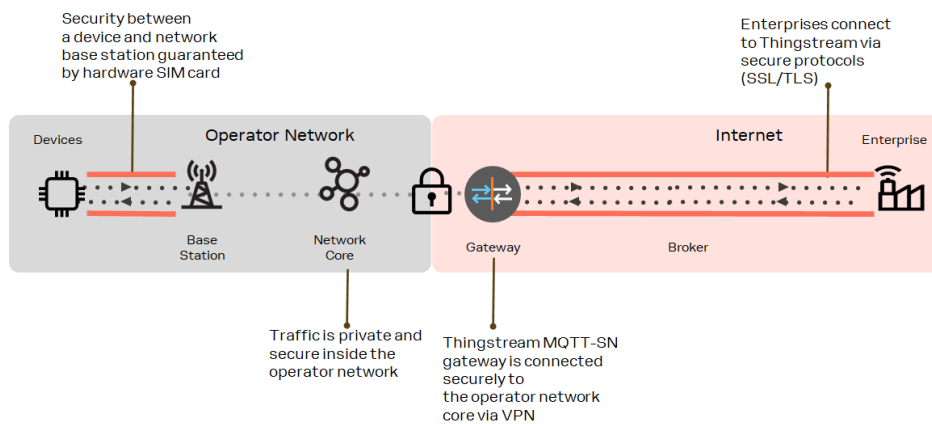 Security between
a device and network
base station guaranteed
by hardware SIM card
Enterprises connect
to Thingstream via
secure protocols
(SSL/TLS)
Operator Network
Internet
Devices
Enterprise
Base
Station
Network
Core
Gateway
Broker
Traffic is private and
secure inside the
operator network
Thingstream MQTT-SN
gateway is connected
securely to
the operator network
core via VPN